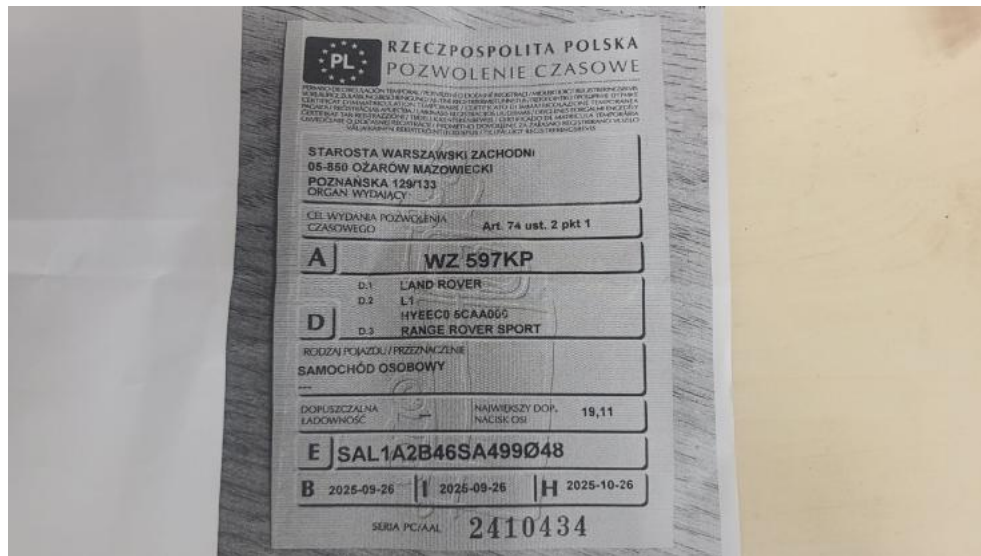 PL
RZECZPOSPOLITA POLSKA
POZWOLENIE CZASOWE
STAROSTA WARSZAWSKI ZACHODNI
05-850 OŻARÓW MAZOWIECKI
POZNAŃSKA 129/133
ORGAN WYDAJĄCY
CEL WYDANIA POZWOLENIA
CZASOWEGO Art. 74 ust. 2 pkt 1
A WZ 597KP
D.1 LAND ROVER
D.2 L1
HYEEC0 5CAA000
D D.3 RANGE ROVER SPORT
RODZAJ POJAZDU / PRZEZNACZENIE
SAMOCHÓD OSOBOWY
---
DOPUSZCZALNA ŁADOWNOŚĆ — NAJWIĘKSZY DOP. NACISK OSI 19,11
E SAL1A2B46SA499Ø48
B 2025-09-26 I 2025-09-26 H 2025-10-26
SERIA PC/AAL 2410434